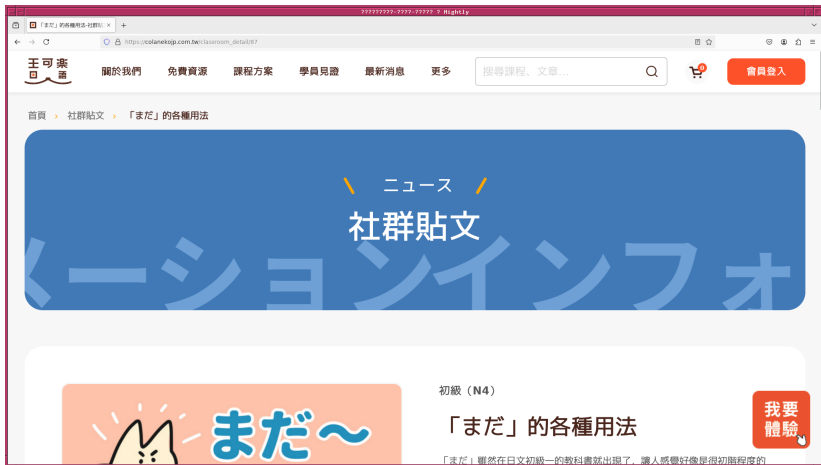 ?????????-????-????? ? Nightly
「まだ」的各種用法-社群貼
https://colanekojp.com.tw/classroom_detail/87
王可樂
日語
關於我們
免費資源
課程方案
學員見證
最新消息
更多
搜尋課程、文章...
0
會員登入
首頁 › 社群貼文 › 「まだ」的各種用法
ニュース
社群貼文
メーションインフォ
初級（N4）
まだ〜
「まだ」的各種用法
我要
體驗
「まだ」雖然在日文初級一的教科書就出現了，讓人感覺好像是很初階程度的